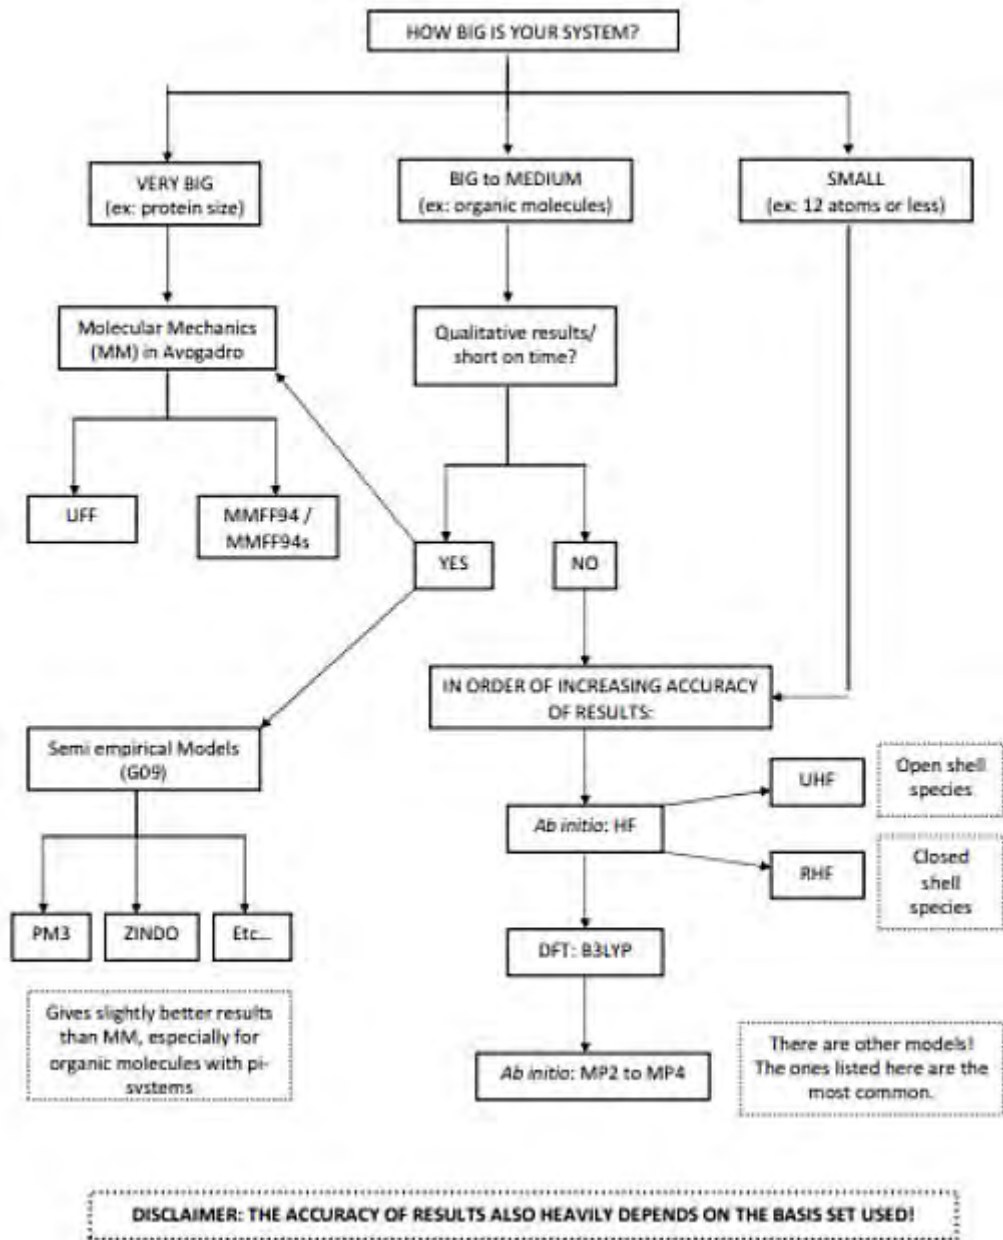 HOW BIG IS YOUR SYSTEM?
VERY BIG
(ex: protein size)
BIG to MEDIUM
(ex: organic molecules)
SMALL
(ex: 12 atoms or less)
Molecular Mechanics
(MM) in Avogadro
Qualitative results/
short on time?
UFF
MMFF94 /
MMFF94s
YES
NO
IN ORDER OF INCREASING ACCURACY
OF RESULTS:
Semi empirical Models
(G09)
Ab initio: HF
UHF
Open shell
species
RHF
Closed
shell
species
PM3
ZINDO
Etc...
DFT: B3LYP
Gives slightly better results
than MM, especially for
organic molecules with pi-
systems
Ab initio: MP2 to MP4
There are other models!
The ones listed here are the
most common.
DISCLAIMER: THE ACCURACY OF RESULTS ALSO HEAVILY DEPENDS ON THE BASIS SET USED!